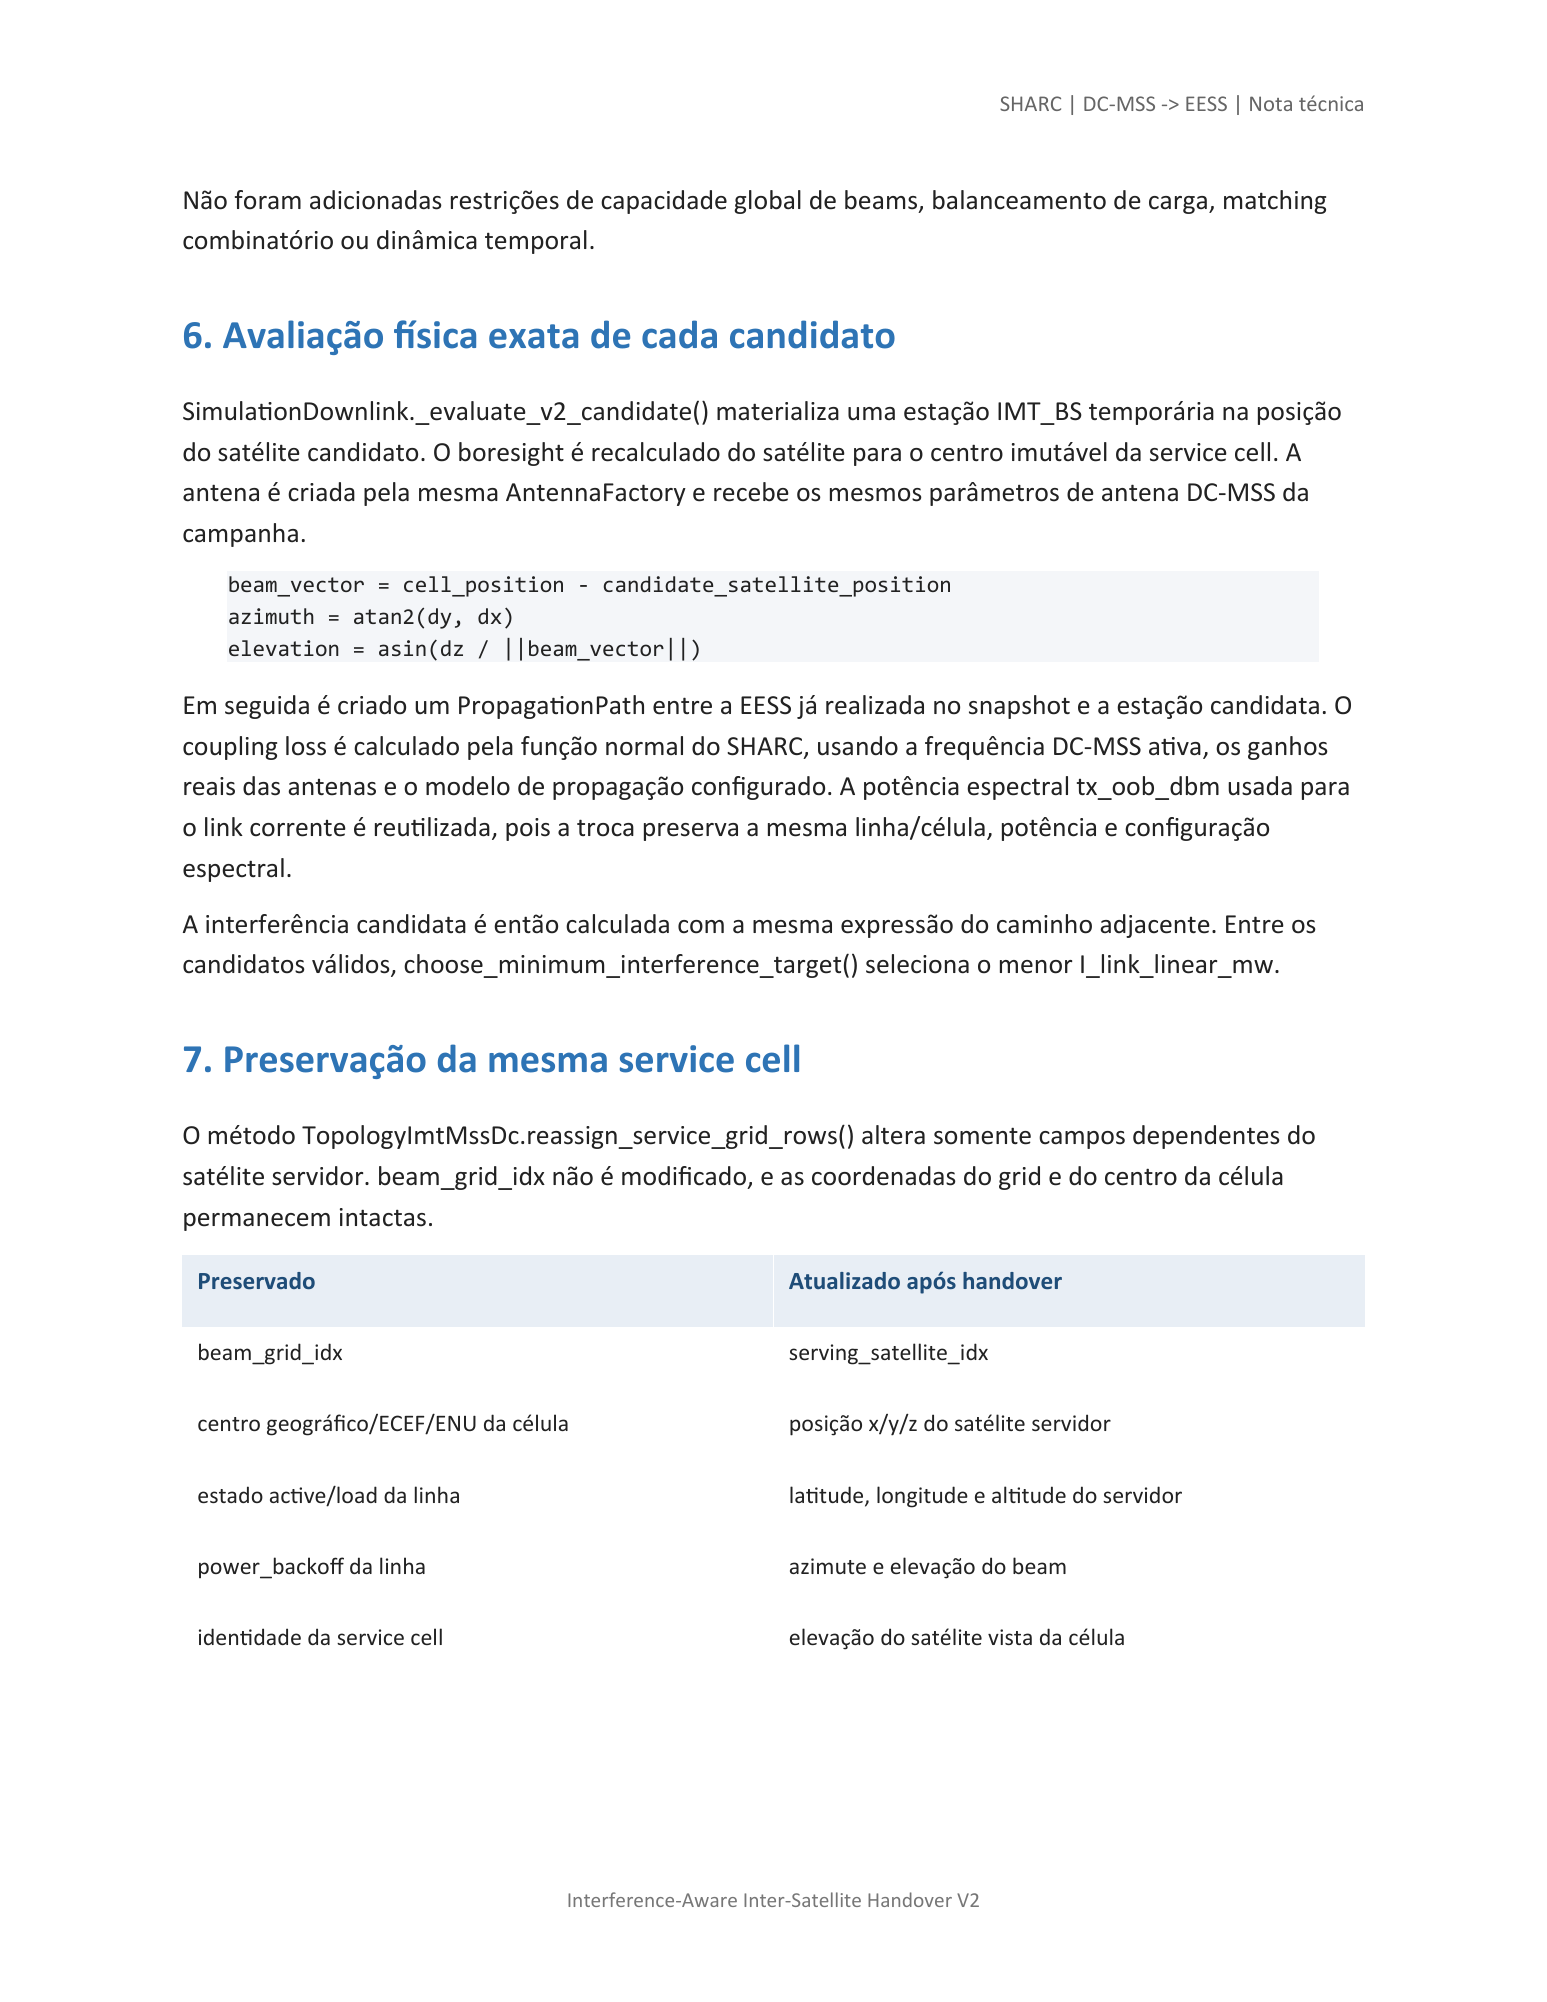 SHARC | DC-MSS -> EESS | Nota técnica
Não foram adicionadas restrições de capacidade global de beams, balanceamento de carga, matching
combinatório ou dinâmica temporal.
6. Avaliação física exata de cada candidato
SimulationDownlink._evaluate_v2_candidate() materializa uma estação IMT_BS temporária na posição
do satélite candidato. O boresight é recalculado do satélite para o centro imutável da service cell. A
antena é criada pela mesma AntennaFactory e recebe os mesmos parâmetros de antena DC-MSS da
campanha.
beam_vector = cell_position - candidate_satellite_position
azimuth = atan2(dy, dx)
elevation = asin(dz / ||beam_vector||)
Em seguida é criado um PropagationPath entre a EESS já realizada no snapshot e a estação candidata. O
coupling loss é calculado pela função normal do SHARC, usando a frequência DC-MSS ativa, os ganhos
reais das antenas e o modelo de propagação configurado. A potência espectral tx_oob_dbm usada para
o link corrente é reutilizada, pois a troca preserva a mesma linha/célula, potência e configuração
espectral.
A interferência candidata é então calculada com a mesma expressão do caminho adjacente. Entre os
candidatos válidos, choose_minimum_interference_target() seleciona o menor I_link_linear_mw.
7. Preservação da mesma service cell
O método TopologyImtMssDc.reassign_service_grid_rows() altera somente campos dependentes do
satélite servidor. beam_grid_idx não é modificado, e as coordenadas do grid e do centro da célula
permanecem intactas.
Preservado
Atualizado após handover
beam_grid_idx
serving_satellite_idx
centro geográfico/ECEF/ENU da célula
posição x/y/z do satélite servidor
estado active/load da linha
latitude, longitude e altitude do servidor
power_backoff da linha
azimute e elevação do beam
identidade da service cell
elevação do satélite vista da célula
Interference-Aware Inter-Satellite Handover V2